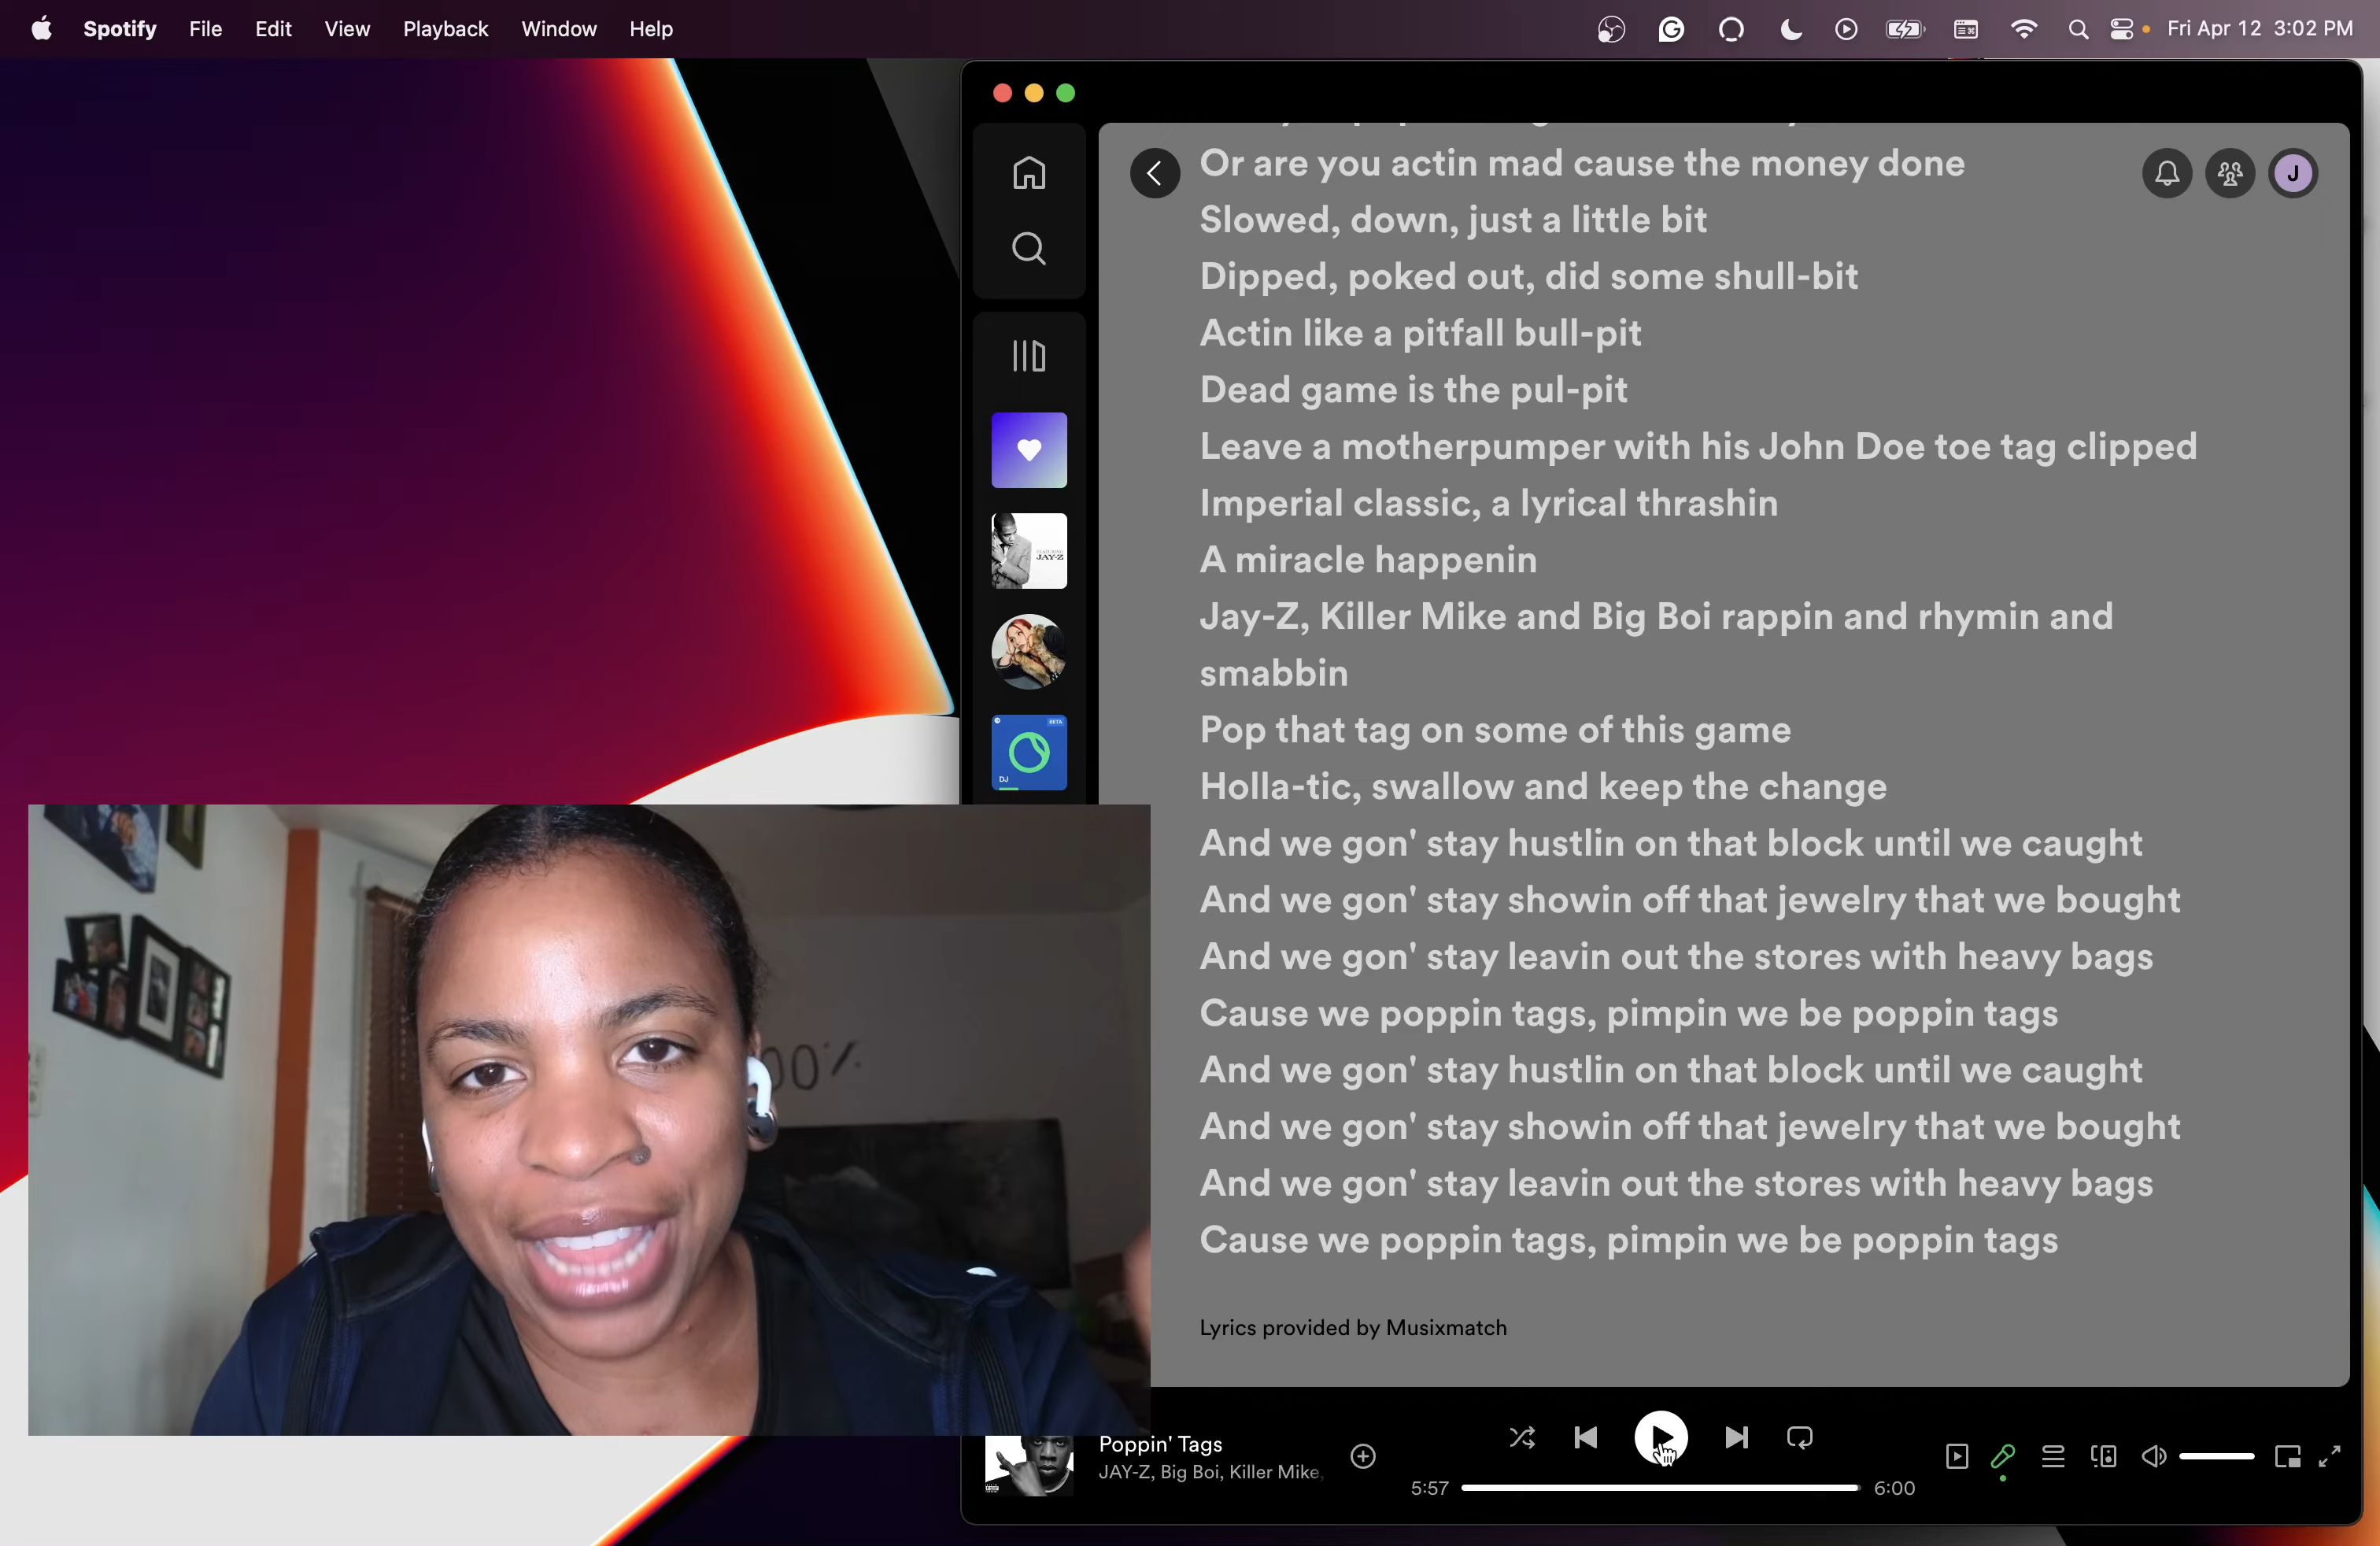 Spotify File Edit View Playback Window Help
Fri Apr 12 3:02 PM
Or are you actin mad cause the money done
J
Slowed, down, just a little bit
Dipped, poked out, did some shull-bit
Actin like a pitfall bull-pit
Dead game is the pul-pit
Leave a motherpumper with his John Doe toe tag clipped
Imperial classic, a lyrical thrashin
JAY-Z
A miracle happenin
Jay-Z, Killer Mike and Big Boi rappin and rhymin and
smabbin
BETA
Pop that tag on some of this game
DJ
Holla-tic, swallow and keep the change
And we gon' stay hustlin on that block until we caught
And we gon' stay showin off that jewelry that we bought
And we gon' stay leavin out the stores with heavy bags
Cause we poppin tags, pimpin we be poppin tags
And we gon' stay hustlin on that block until we caught
And we gon' stay showin off that jewelry that we bought
And we gon' stay leavin out the stores with heavy bags
Cause we poppin tags, pimpin we be poppin tags
Lyrics provided by Musixmatch
Poppin' Tags
JAY-Z, Big Boi, Killer Mike,
5:57
6:00